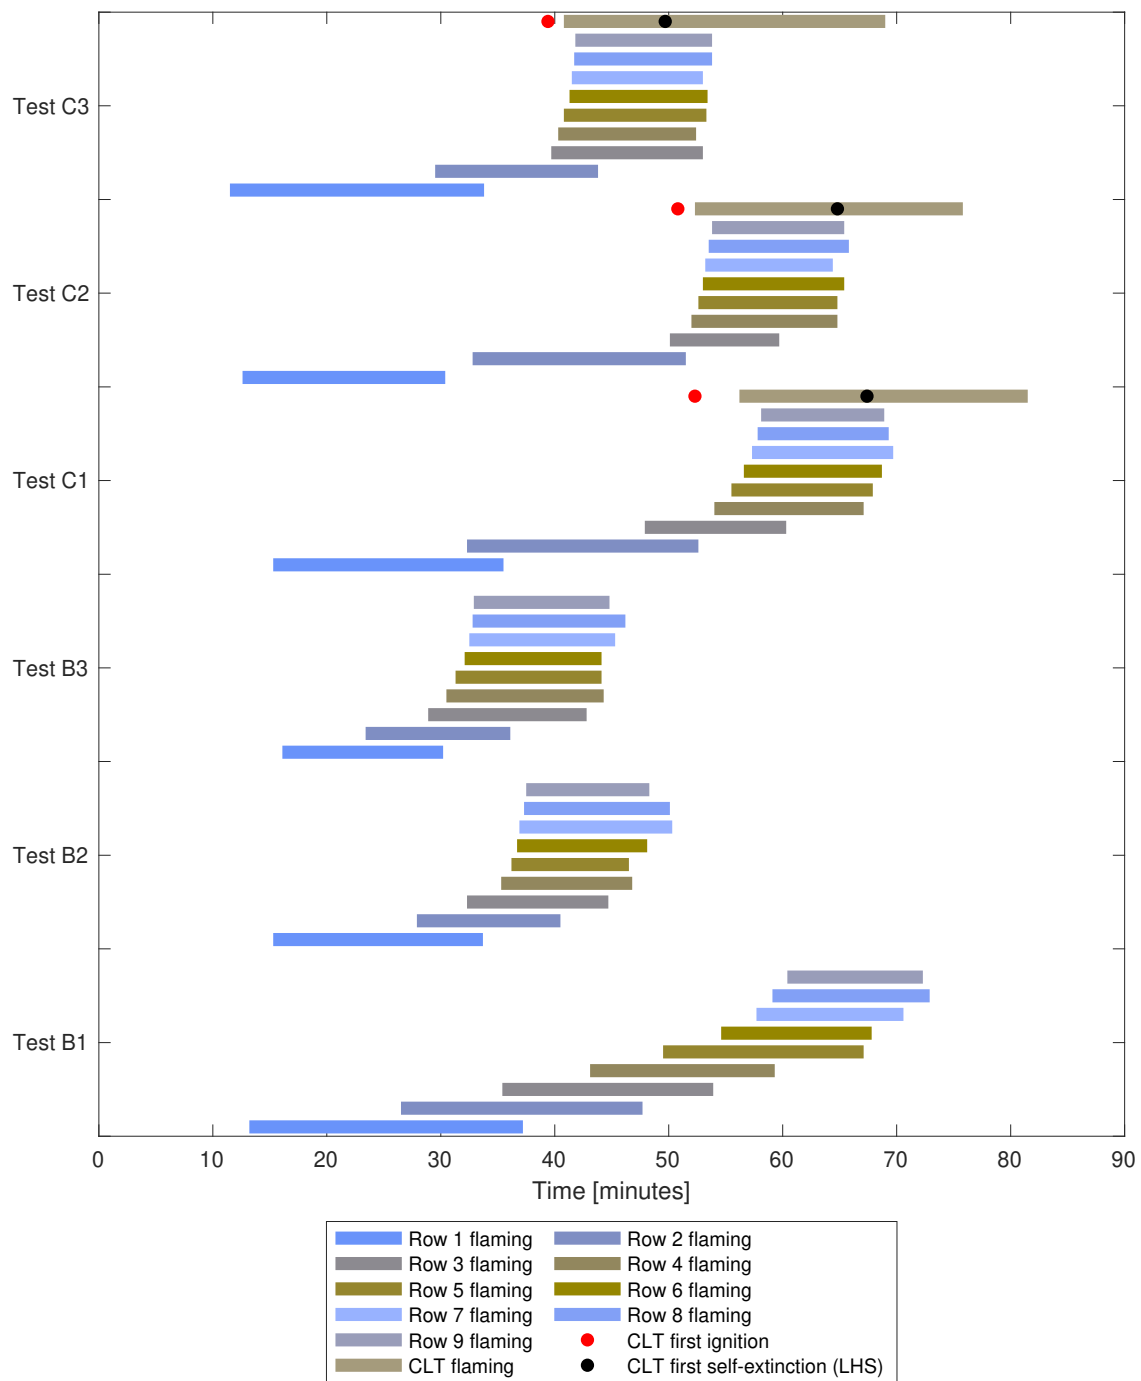 Test C3
Test C2
Test C1
Test B3
Test B2
Test B1
0 10 20 30 40 50 60 70 80 90
Time [minutes]
Row 1 flaming Row 2 flaming
Row 3 flaming Row 4 flaming
Row 5 flaming Row 6 flaming
Row 7 flaming Row 8 flaming
Row 9 flaming CLT first ignition
CLT flaming CLT first self-extinction (LHS)